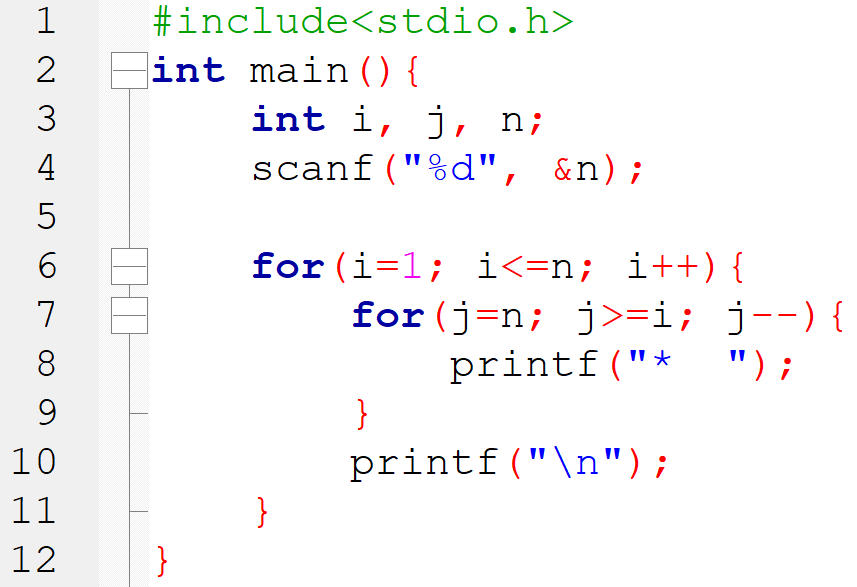 1 #include<stdio.h>
2 int main(){
3     int i, j, n;
4     scanf("%d", &n);
5
6     for(i=1; i<=n; i++){
7         for(j=n; j>=i; j--){
8             printf("*  ");
9         }
10         printf("\n");
11     }
12 }